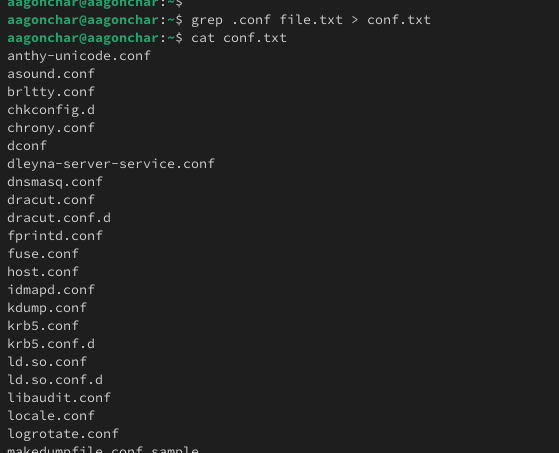 aagonchar@aagonchar:~$
aagonchar@aagonchar:~$ grep .conf file.txt > conf.txt
aagonchar@aagonchar:~$ cat conf.txt
anthy-unicode.conf
asound.conf
brltty.conf
chkconfig.d
chrony.conf
dconf
dleyna-server-service.conf
dnsmasq.conf
dracut.conf
dracut.conf.d
fprintd.conf
fuse.conf
host.conf
idmapd.conf
kdump.conf
krb5.conf
krb5.conf.d
ld.so.conf
ld.so.conf.d
libaudit.conf
locale.conf
logrotate.conf
makedumpfile.conf.sample